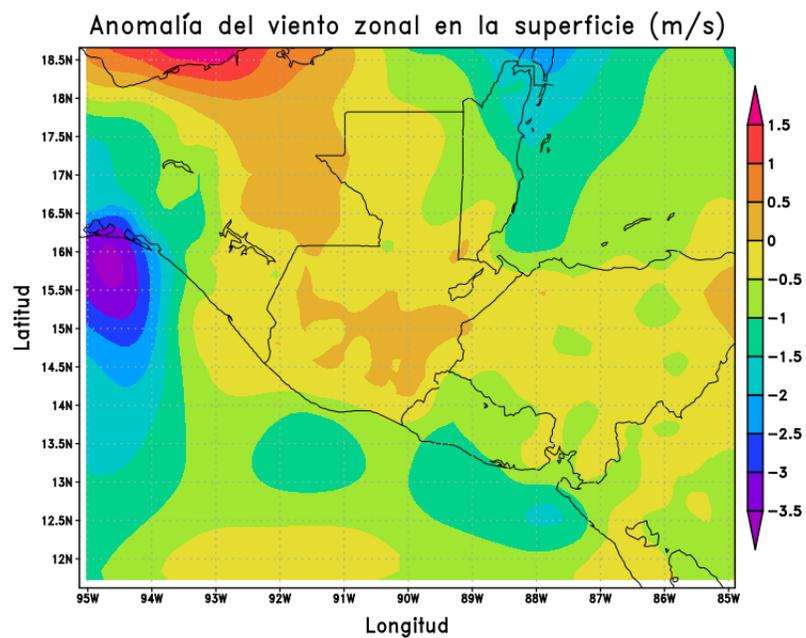 Anomalía del viento zonal en la superficie (m/s)
18.5N
18N
17.5N
17N
16.5N
16N
15.5N
15N
14.5N
14N
13.5N
13N
12.5N
12N
Latitud
95W 94W 93W 92W 91W 90W 89W 88W 87W 86W 85W
Longitud
1.5
1
0.5
0
−0.5
−1
−1.5
−2
−2.5
−3
−3.5